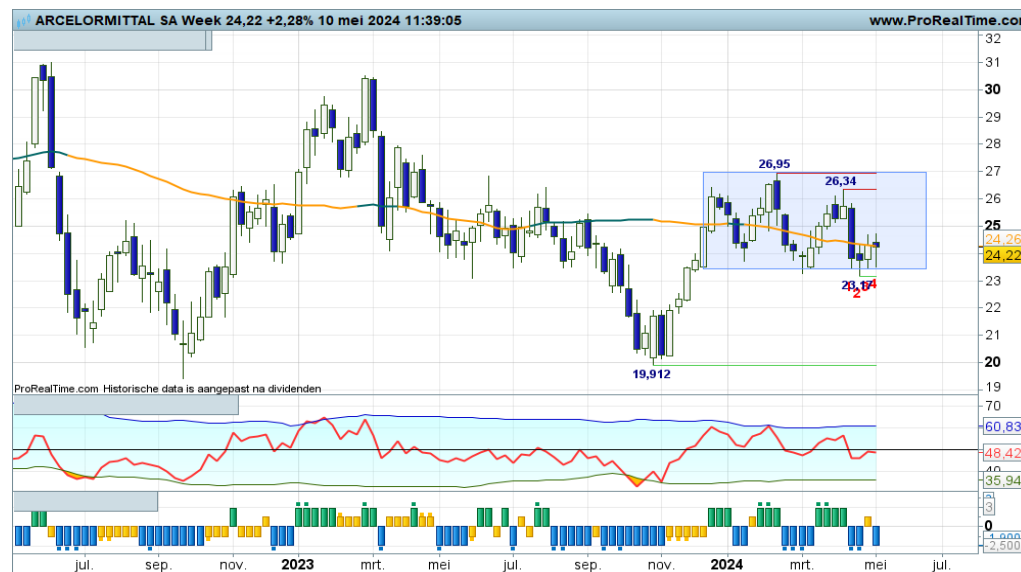 ARCELORMITTAL SA Week 24,22 +2,28% 10 mei 2024 11:39:05
www.ProRealTime.com
32
31
30
29
28
27
26
25
24,26
24,22
23
22
21
20
19
26,95
26,34
23,17
19,912
ProRealTime.com Historische data is aangepast na dividenden
70
60,83
48,42
40
35,94
3
0
-2,500
jul.
sep.
nov.
2023
mrt.
mei
jul.
sep.
nov.
2024
mrt.
mei
jul.